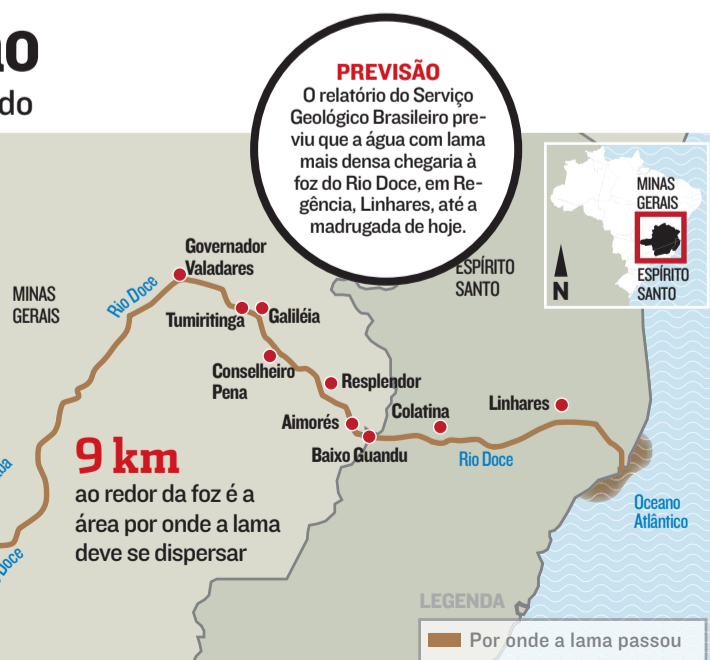 do
PREVISÃO
O relatório do Serviço
Geológico Brasileiro pre-
viu que a água com lama
mais densa chegaria à
foz do Rio Doce, em Re-
gência, Linhares, até a
madrugada de hoje.
MINAS
GERAIS
ESPÍRITO
SANTO
N
MINAS
GERAIS
ESPÍRITO
SANTO
Governador
Valadares
Rio Doce
Tumiritinga
Galiléia
Conselheiro
Pena
Resplendor
Aimorés
Colatina
Linhares
Baixo Guandu
Rio Doce
9 km
ao redor da foz é a
área por onde a lama
deve se dispersar
Oceano
Atlântico
Doce
LEGENDA
Por onde a lama passou